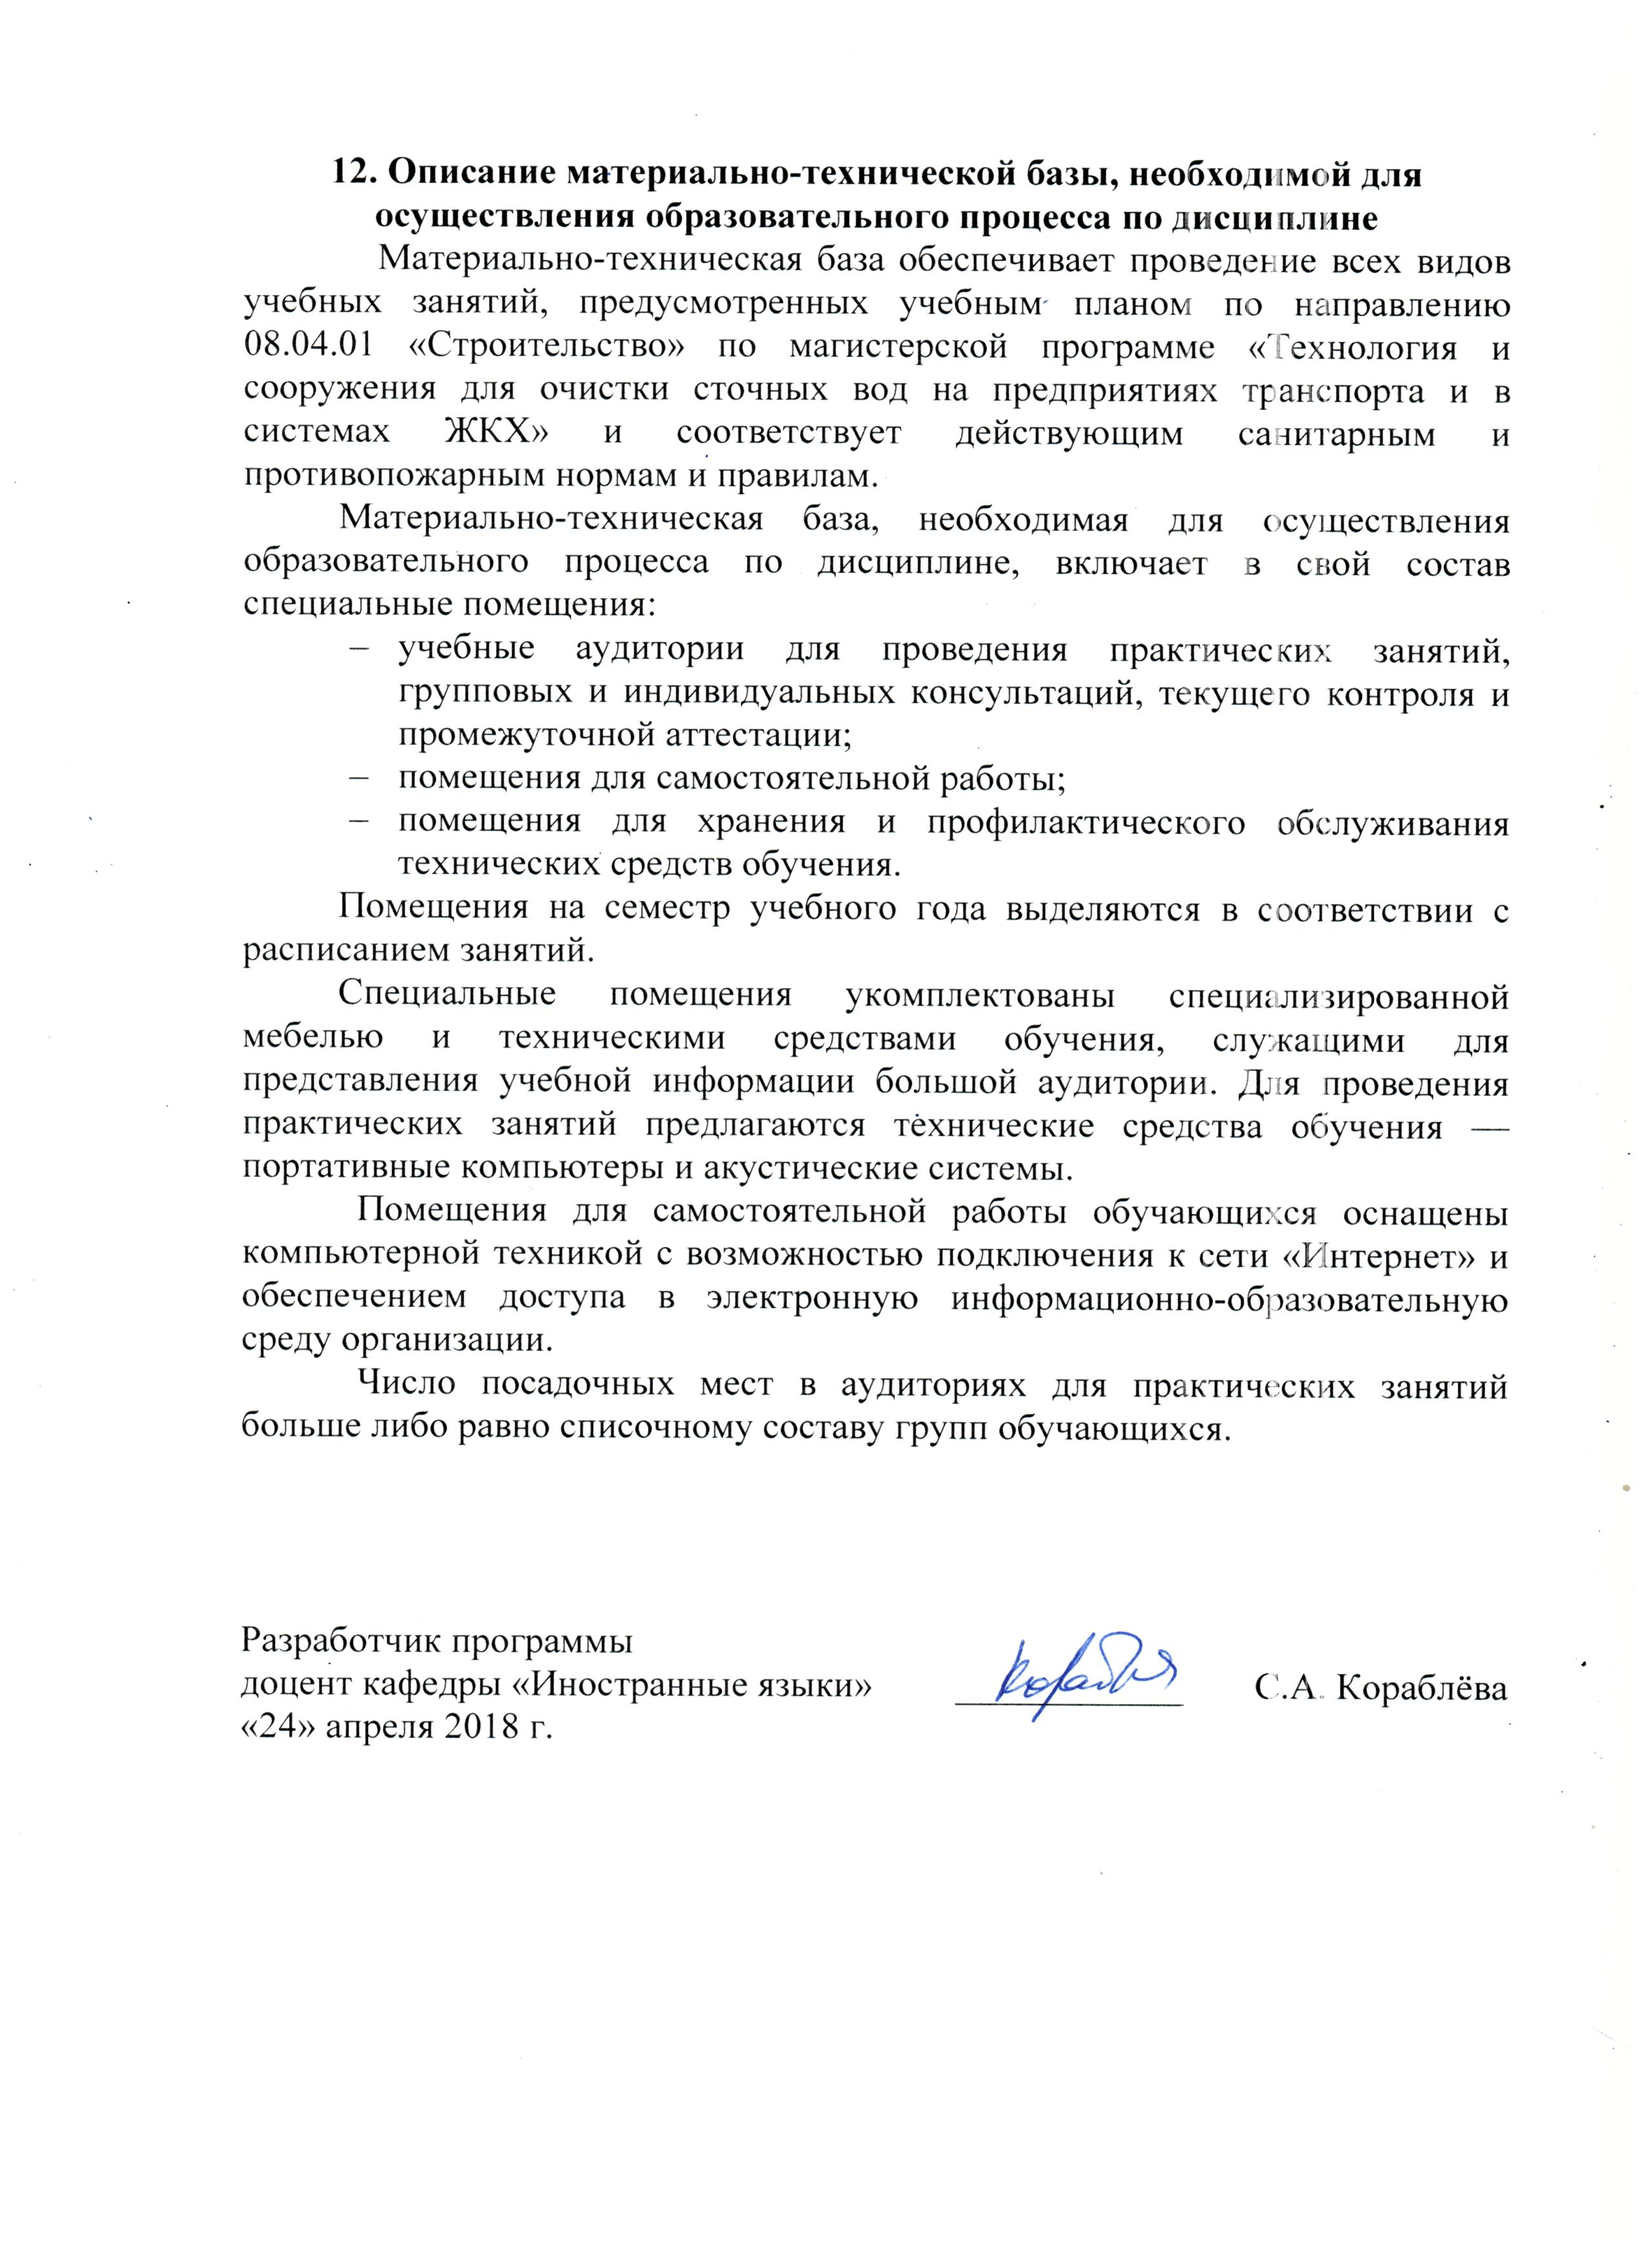 12. Описание материально-технической базы, необходимой для
осуществления образовательного процесса по дисциплине
Материально-техническая база обеспечивает проведение всех видов
учебных занятий, предусмотренных учебным планом по направлению
08.04.01 «Строительство» по магистерской программе «Технология и
сооружения для очистки сточных вод на предприятиях транспорта и в
системах ЖКХ» и соответствует действующим санитарным и
противопожарным нормам и правилам.
Материально-техническая база, необходимая для осуществления
образовательного процесса по дисциплине, включает в свой состав
специальные помещения:
– учебные аудитории для проведения практических занятий,
групповых и индивидуальных консультаций, текущего контроля и
промежуточной аттестации;
– помещения для самостоятельной работы;
– помещения для хранения и профилактического обслуживания
технических средств обучения.
Помещения на семестр учебного года выделяются в соответствии с
расписанием занятий.
Специальные помещения укомплектованы специализированной
мебелью и техническими средствами обучения, служащими для
представления учебной информации большой аудитории. Для проведения
практических занятий предлагаются технические средства обучения —
портативные компьютеры и акустические системы.
Помещения для самостоятельной работы обучающихся оснащены
компьютерной техникой с возможностью подключения к сети «Интернет» и
обеспечением доступа в электронную информационно-образовательную
среду организации.
Число посадочных мест в аудиториях для практических занятий
больше либо равно списочному составу групп обучающихся.
Разработчик программы
доцент кафедры «Иностранные языки» С.А. Кораблёва
«24» апреля 2018 г.